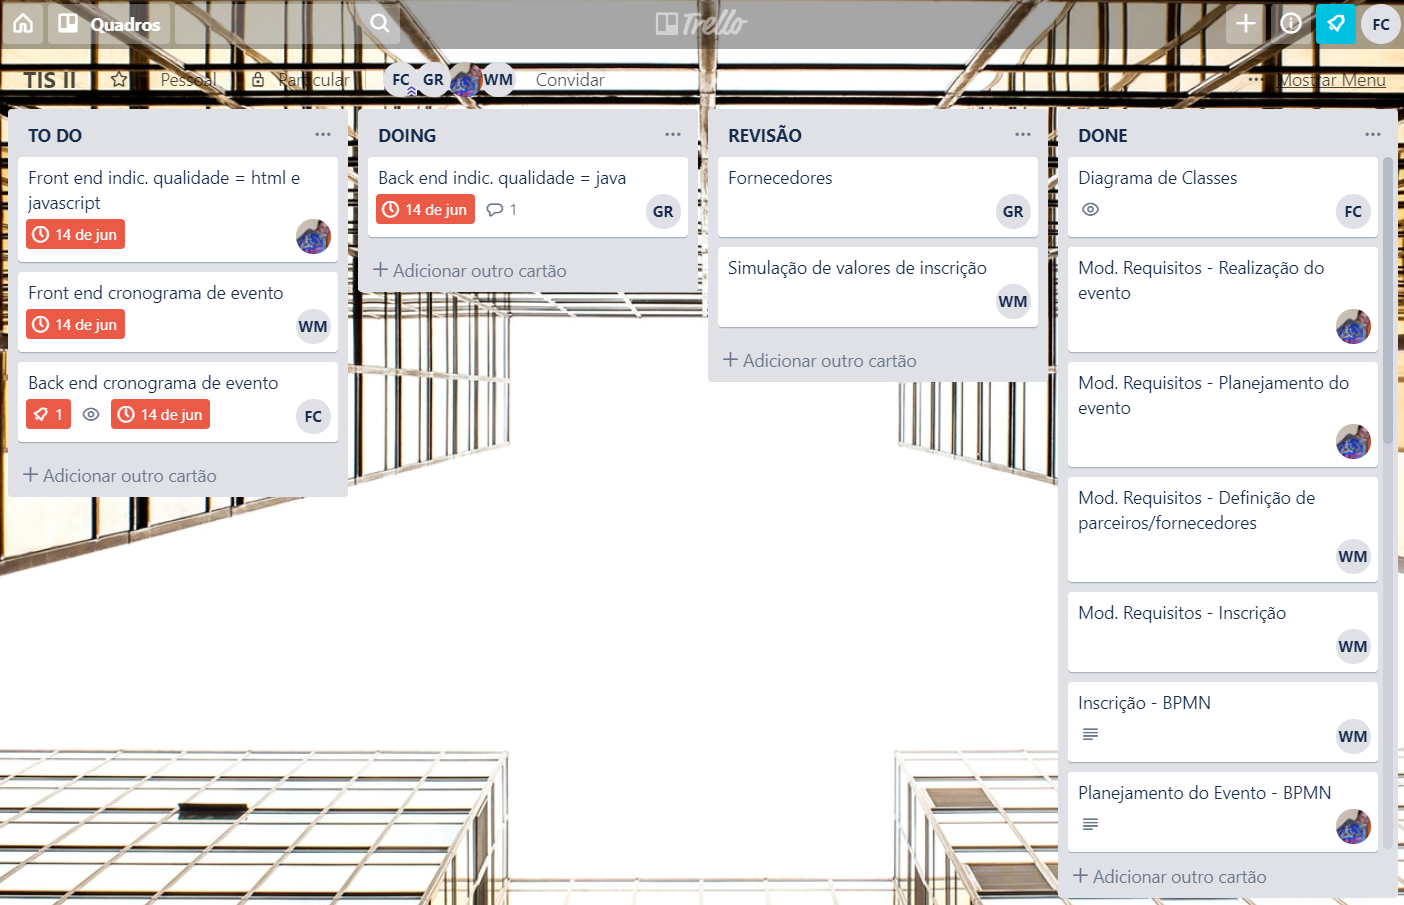 Quadros
Trello
FC
TIS II
Pessoal
Particular
FC GR WM
Convidar
Mostrar Menu
TO DO
Front end indic. qualidade = html e
javascript
14 de jun
Front end cronograma de evento
14 de jun
WM
Back end cronograma de evento
1
14 de jun
FC
+ Adicionar outro cartão
DOING
Back end indic. qualidade = java
14 de jun
1
GR
+ Adicionar outro cartão
REVISÃO
Fornecedores
GR
Simulação de valores de inscrição
WM
+ Adicionar outro cartão
DONE
Diagrama de Classes
FC
Mod. Requisitos - Realização do
evento
Mod. Requisitos - Planejamento do
evento
Mod. Requisitos - Definição de
parceiros/fornecedores
WM
Mod. Requisitos - Inscrição
WM
Inscrição - BPMN
WM
Planejamento do Evento - BPMN
+ Adicionar outro cartão